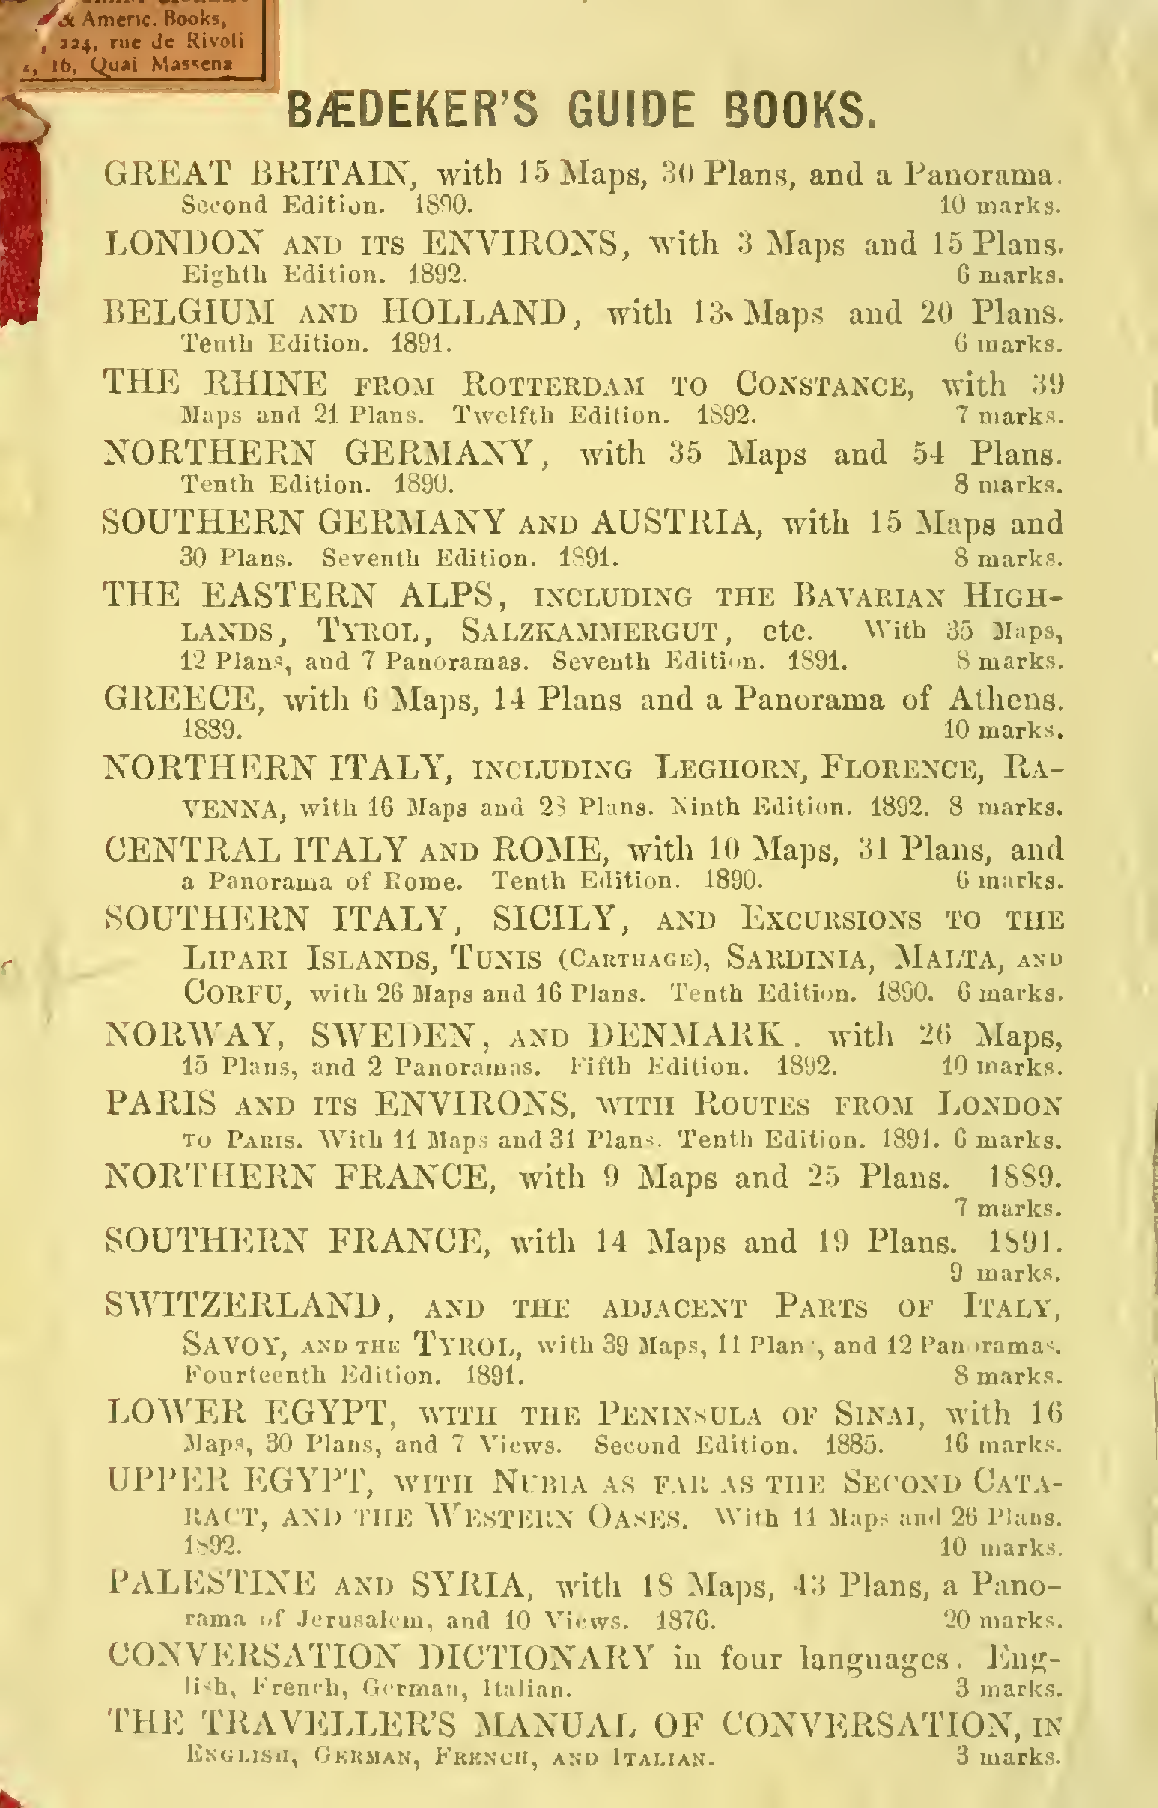 & Americ. Books,
224, rue de Rivoli
16, Quai Massena
BÆDEKER'S GUIDE BOOKS.
GREAT BRITAIN, with 15 Maps, 30 Plans, and a Panorama.
Second Edition. 1890. 10 marks.
LONDON AND ITS ENVIRONS, with 3 Maps and 15 Plans.
Eighth Edition. 1892. 6 marks.
BELGIUM AND HOLLAND, with 13 Maps and 20 Plans.
Tenth Edition. 1891. 6 marks.
THE RHINE FROM ROTTERDAM TO CONSTANCE, with 39
Maps and 21 Plans. Twelfth Edition. 1892. 7 marks.
NORTHERN GERMANY, with 35 Maps and 54 Plans.
Tenth Edition. 1890. 8 marks.
SOUTHERN GERMANY AND AUSTRIA, with 15 Maps and
30 Plans. Seventh Edition. 1891. 8 marks.
THE EASTERN ALPS, INCLUDING THE BAVARIAN HIGH-
LANDS, TYROL, SALZKAMMERGUT, etc. With 35 Maps,
12 Plans, and 7 Panoramas. Seventh Edition. 1891. 8 marks.
GREECE, with 6 Maps, 14 Plans and a Panorama of Athens.
1889. 10 marks.
NORTHERN ITALY, INCLUDING LEGHORN, FLORENCE, RA-
VENNA, with 16 Maps and 28 Plans. Ninth Edition. 1892. 8 marks.
CENTRAL ITALY AND ROME, with 10 Maps, 31 Plans, and
a Panorama of Rome. Tenth Edition. 1890. 6 marks.
SOUTHERN ITALY, SICILY, AND EXCURSIONS TO THE
LIPARI ISLANDS, TUNIS (CARTHAGE), SARDINIA, MALTA, AND
CORFU, with 26 Maps and 16 Plans. Tenth Edition. 1890. 6 marks.
NORWAY, SWEDEN, AND DENMARK. with 26 Maps,
15 Plans, and 2 Panoramas. Fifth Edition. 1892. 10 marks.
PARIS AND ITS ENVIRONS, WITH ROUTES FROM LONDON
TO PARIS. With 11 Maps and 31 Plans. Tenth Edition. 1891. 6 marks.
NORTHERN FRANCE, with 9 Maps and 25 Plans. 1889.
7 marks.
SOUTHERN FRANCE, with 14 Maps and 19 Plans. 1891.
9 marks.
SWITZERLAND, AND THE ADJACENT PARTS OF ITALY,
SAVOY, AND THE TYROL, with 39 Maps, 11 Plans, and 12 Panoramas.
Fourteenth Edition. 1891. 8 marks.
LOWER EGYPT, WITH THE PENINSULA OF SINAI, with 16
Maps, 30 Plans, and 7 Views. Second Edition. 1885. 16 marks.
UPPER EGYPT, WITH NUBIA AS FAR AS THE SECOND CATA-
RACT, AND THE WESTERN OASES. With 11 Maps and 26 Plans.
1892. 10 marks.
PALESTINE AND SYRIA, with 18 Maps, 43 Plans, a Pano-
rama of Jerusalem, and 10 Views. 1876. 20 marks.
CONVERSATION DICTIONARY in four languages. Eng-
lish, French, German, Italian. 3 marks.
THE TRAVELLER'S MANUAL OF CONVERSATION, IN
ENGLISH, GERMAN, FRENCH, AND ITALIAN. 3 marks.